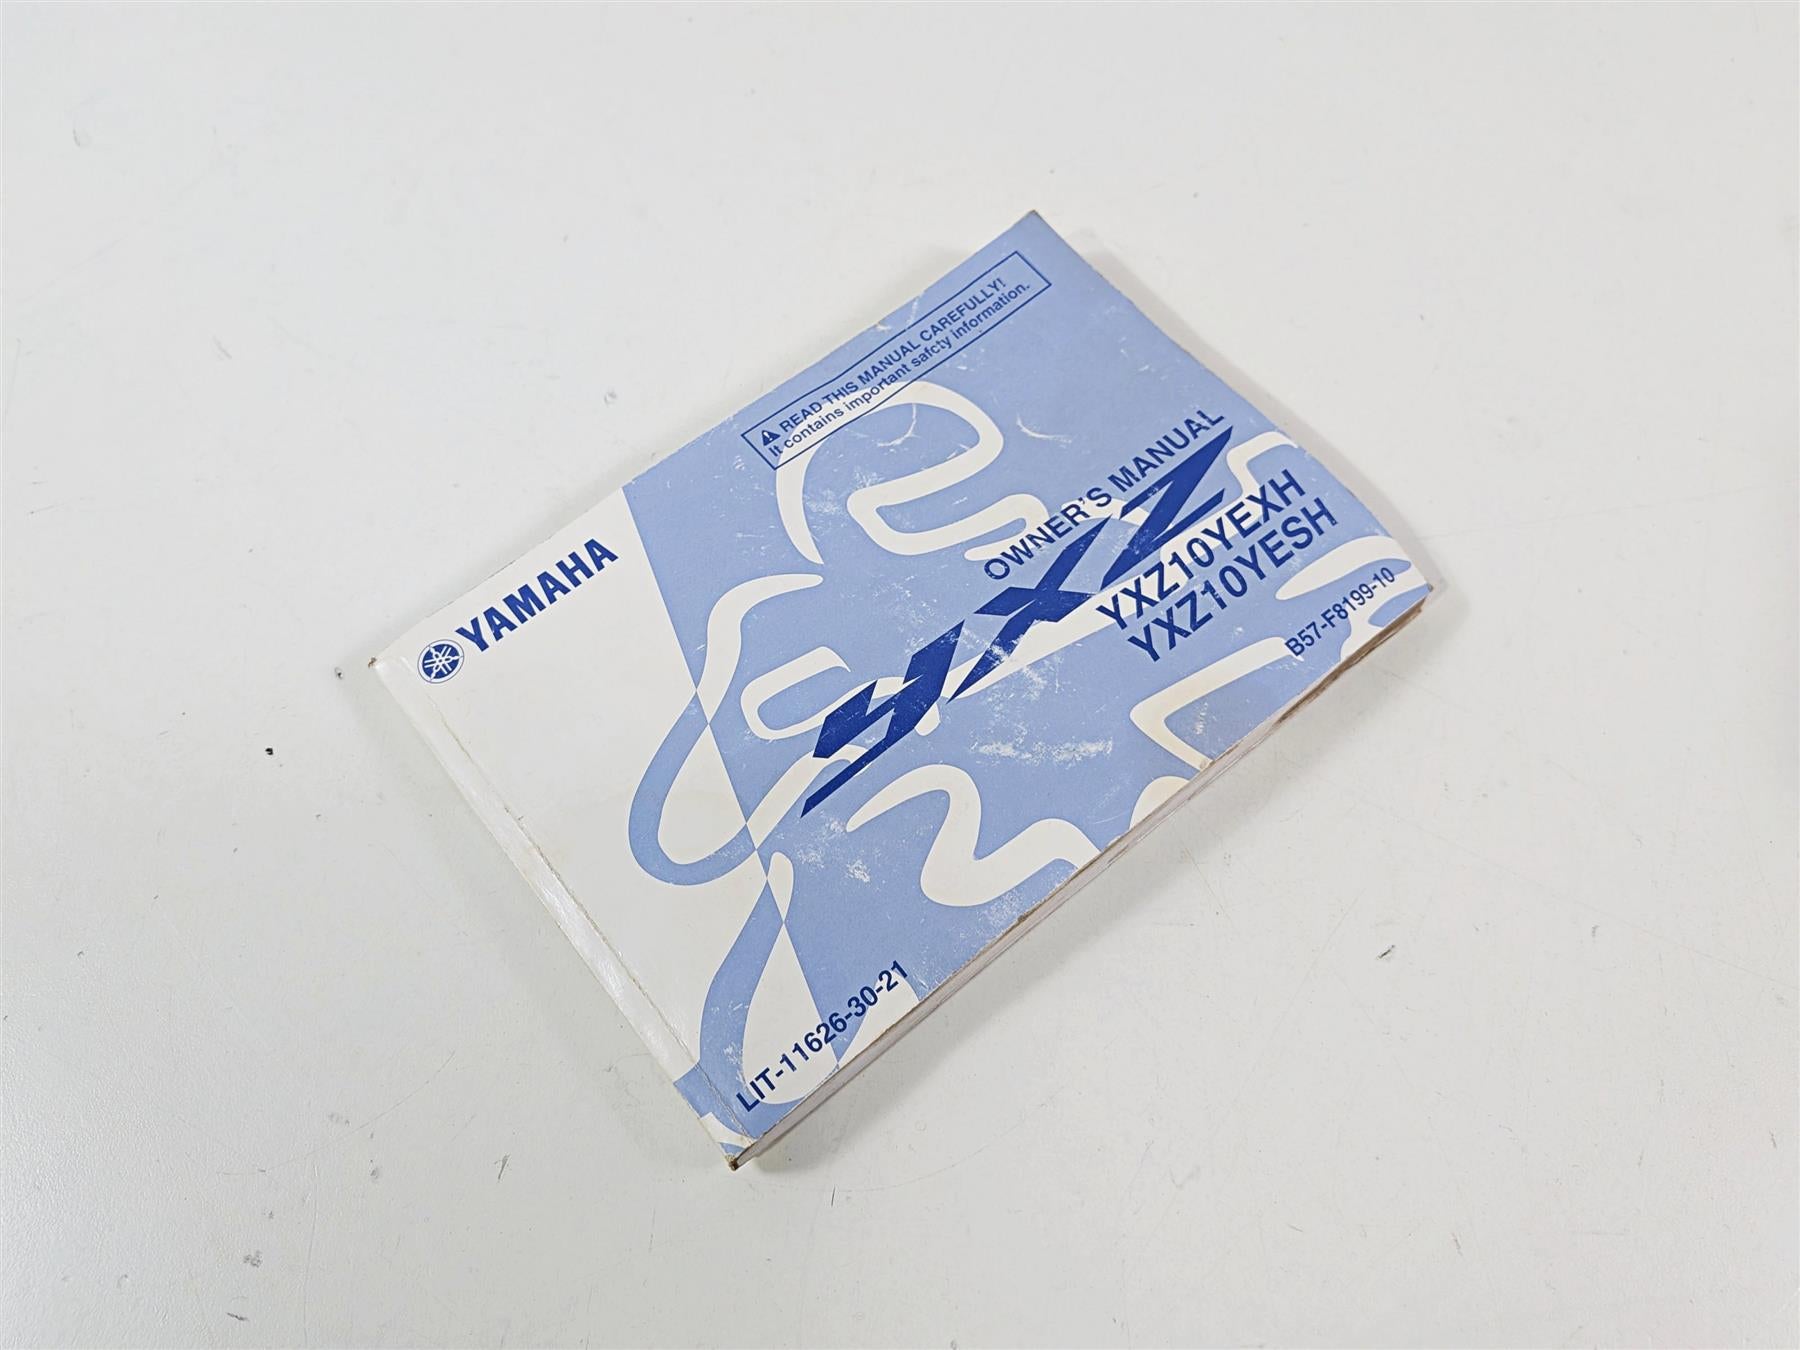 READ THIS MANUAL CAREFULLY!
It contains important safety information.
YAMAHA
OWNER'S MANUAL
YXZ
YXZ10YEXH
YXZ10YESH
LIT-11626-30-21
B57-F8199-10